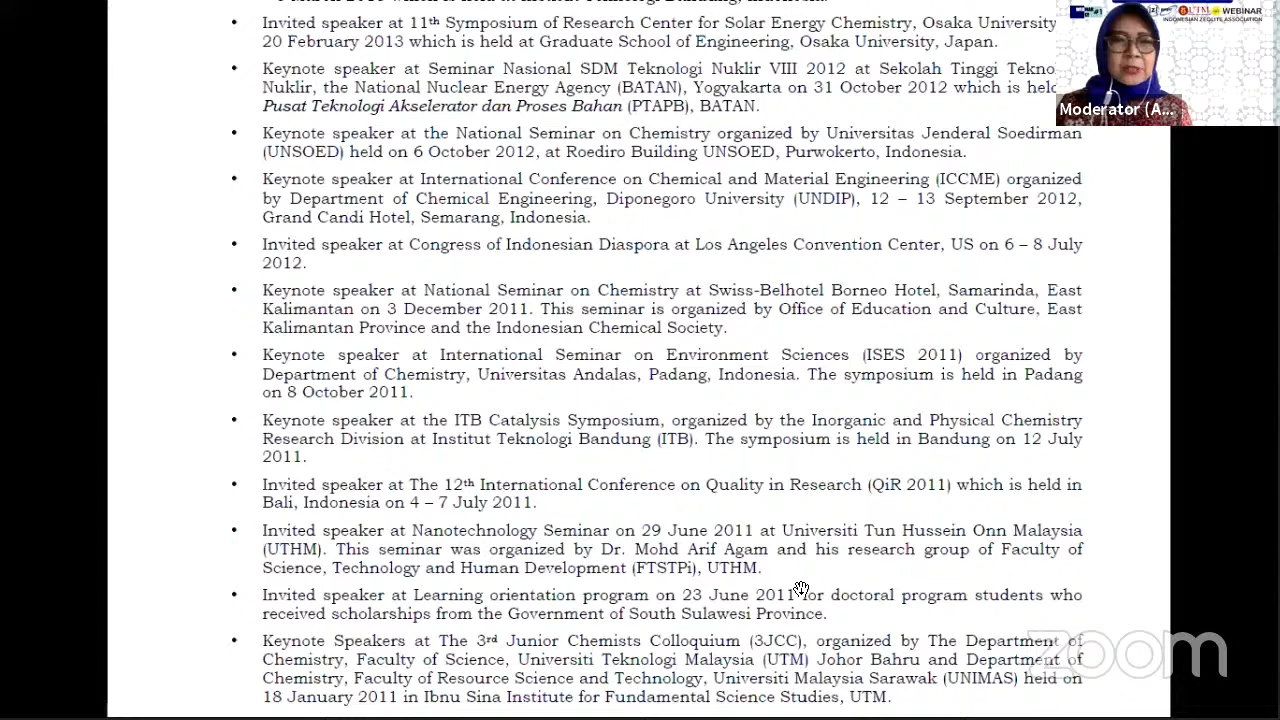 Invited speaker at 11th Symposium of Research Center for Solar Energy Chemistry, Osaka University
20 February 2013 which is held at Graduate School of Engineering, Osaka University, Japan.
Keynote speaker at Seminar Nasional SDM Teknologi Nuklir VIII 2012 at Sekolah Tinggi Tekno
Nuklir, the National Nuclear Energy Agency (BATAN), Yogyakarta on 31 October 2012 which is held
Pusat Teknologi Akselerator dan Proses Bahan (PTAPB), BATAN.
Keynote speaker at the National Seminar on Chemistry organized by Universitas Jenderal Soedirman
(UNSOED) held on 6 October 2012, at Roediro Building UNSOED, Purwokerto, Indonesia.
Keynote speaker at International Conference on Chemical and Material Engineering (ICCME) organized
by Department of Chemical Engineering, Diponegoro University (UNDIP), 12 – 13 September 2012,
Grand Candi Hotel, Semarang, Indonesia.
Invited speaker at Congress of Indonesian Diaspora at Los Angeles Convention Center, US on 6 – 8 July
2012.
Keynote speaker at National Seminar on Chemistry at Swiss-Belhotel Borneo Hotel, Samarinda, East
Kalimantan on 3 December 2011. This seminar is organized by Office of Education and Culture, East
Kalimantan Province and the Indonesian Chemical Society.
Keynote speaker at International Seminar on Environment Sciences (ISES 2011) organized by
Department of Chemistry, Universitas Andalas, Padang, Indonesia. The symposium is held in Padang
on 8 October 2011.
Keynote speaker at the ITB Catalysis Symposium, organized by the Inorganic and Physical Chemistry
Research Division at Institut Teknologi Bandung (ITB). The symposium is held in Bandung on 12 July
2011.
Invited speaker at The 12th International Conference on Quality in Research (QiR 2011) which is held in
Bali, Indonesia on 4 – 7 July 2011.
Invited speaker at Nanotechnology Seminar on 29 June 2011 at Universiti Tun Hussein Onn Malaysia
(UTHM). This seminar was organized by Dr. Mohd Arif Agam and his research group of Faculty of
Science, Technology and Human Development (FTSTPi), UTHM.
Invited speaker at Learning orientation program on 23 June 2011 for doctoral program students who
received scholarships from the Government of South Sulawesi Province.
Keynote Speakers at The 3rd Junior Chemists Colloquium (3JCC), organized by The Department of
Chemistry, Faculty of Science, Universiti Teknologi Malaysia (UTM) Johor Bahru and Department of
Chemistry, Faculty of Resource Science and Technology, Universiti Malaysia Sarawak (UNIMAS) held on
18 January 2011 in Ibnu Sina Institute for Fundamental Science Studies, UTM.
UTM WEBINAR
INDONESIAN ZEOLITE ASSOCIATION
Moderator (A...
zoom